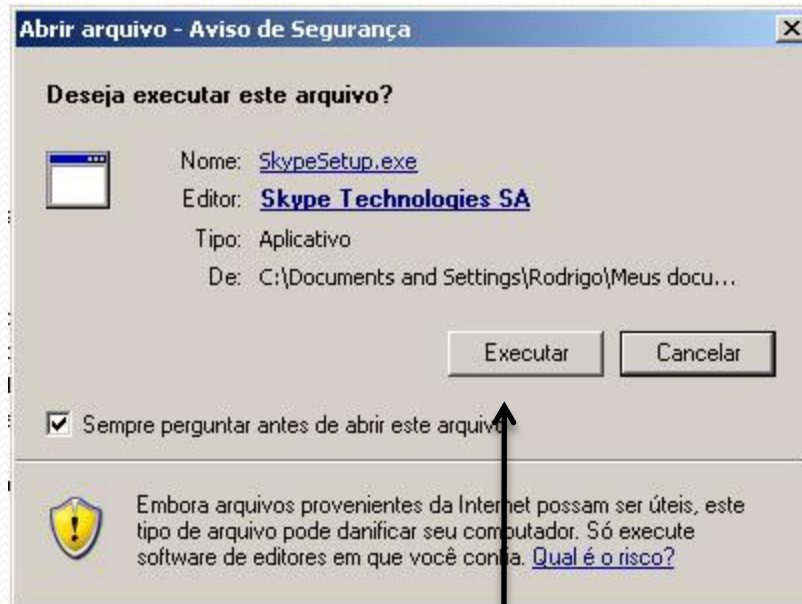 Abrir arquivo - Aviso de Segurança
Deseja executar este arquivo?
Nome: SkypeSetup.exe
Editor: Skype Technologies SA
Tipo: Aplicativo
De: C:\Documents and Settings\Rodrigo\Meus docu...
Executar Cancelar
Sempre perguntar antes de abrir este arquivo
Embora arquivos provenientes da Internet possam ser úteis, este
tipo de arquivo pode danificar seu computador. Só execute
software de editores em que você confia. Qual é o risco?